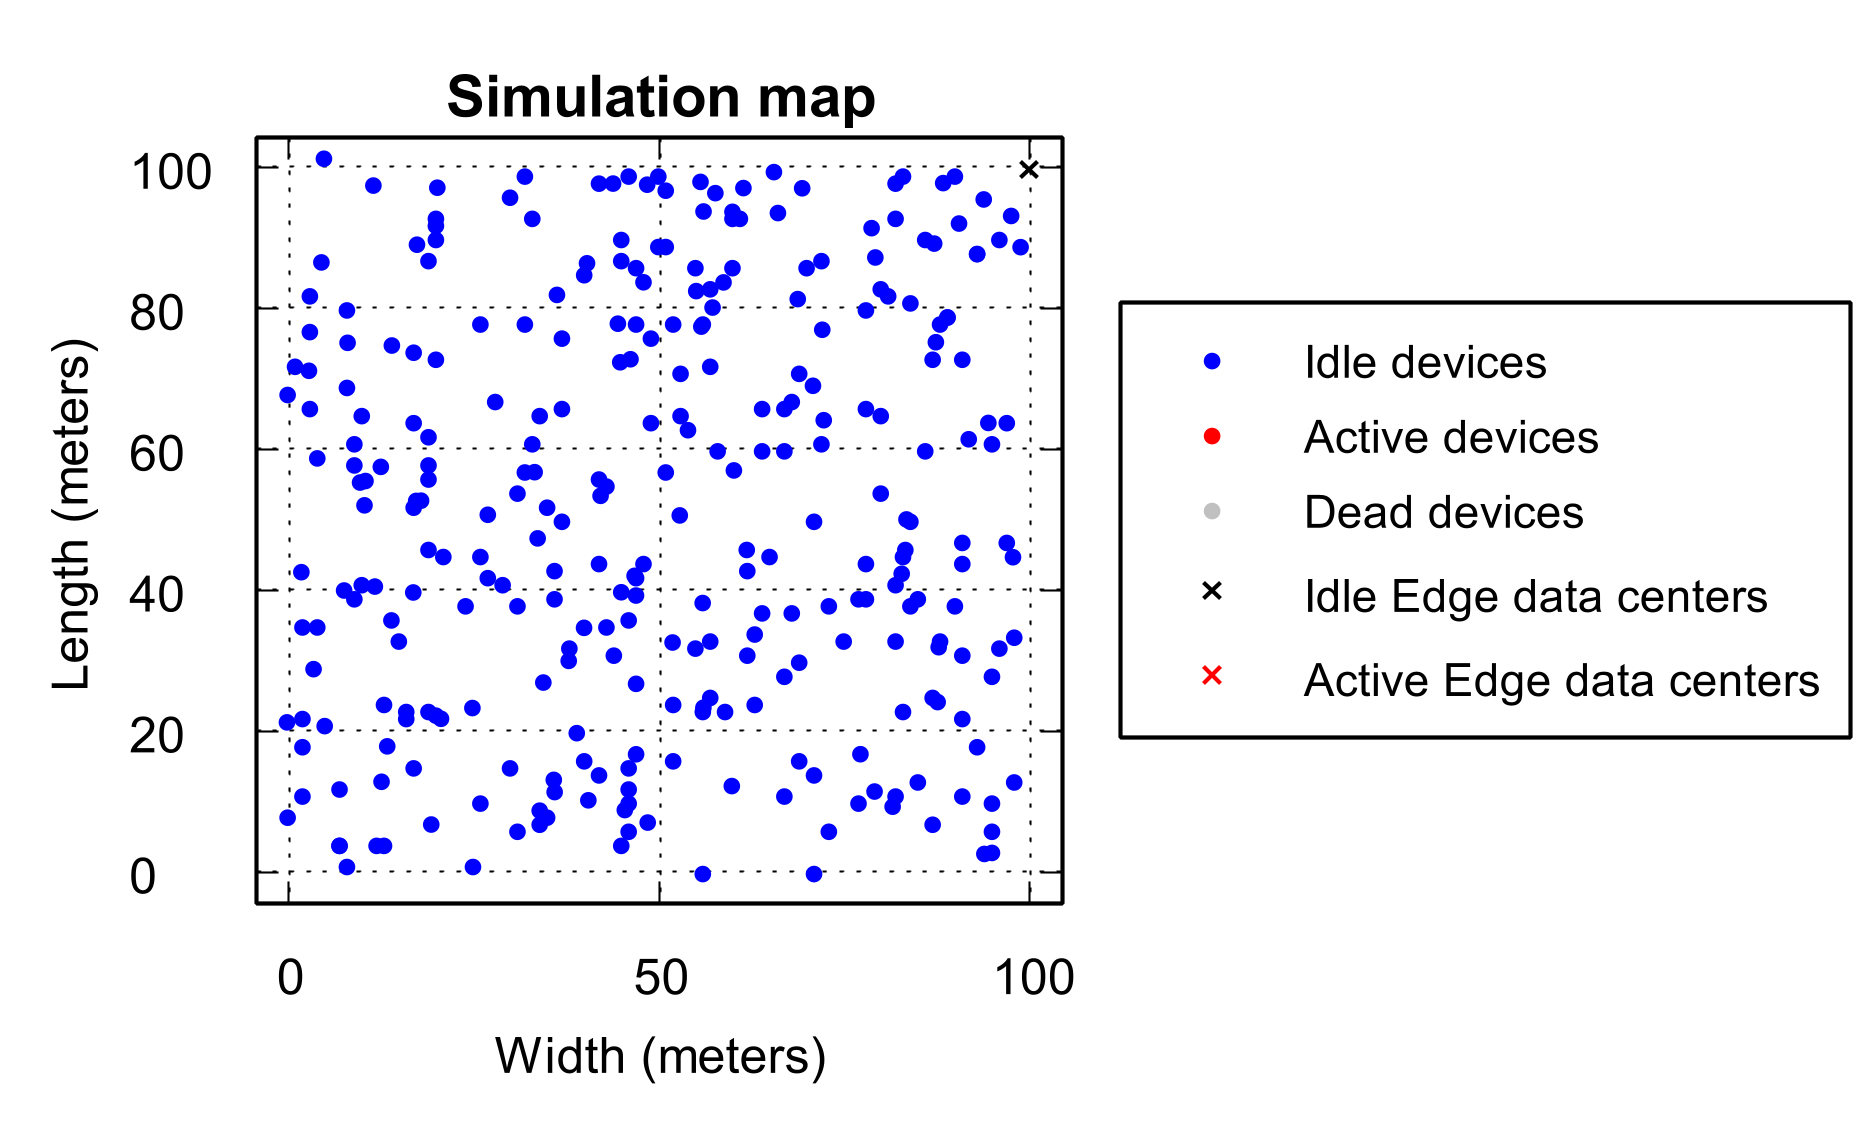 Simulation map
100
80
60
40
20
0
Length (meters)
0
50
100
Width (meters)
Idle devices
Active devices
Dead devices
Idle Edge data centers
Active Edge data centers